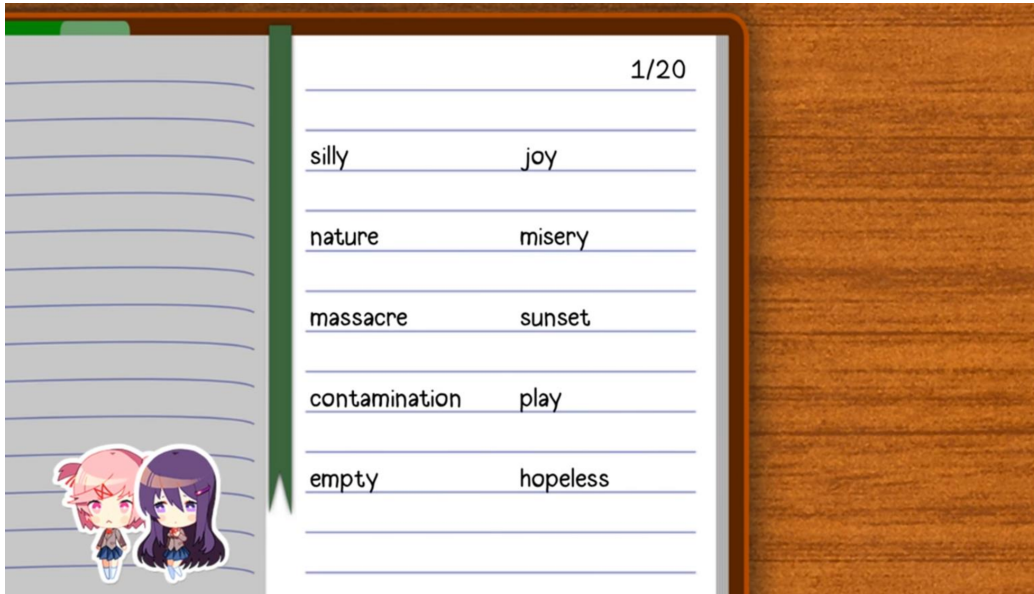 1/20
silly joy
nature misery
massacre sunset
contamination play
empty hopeless